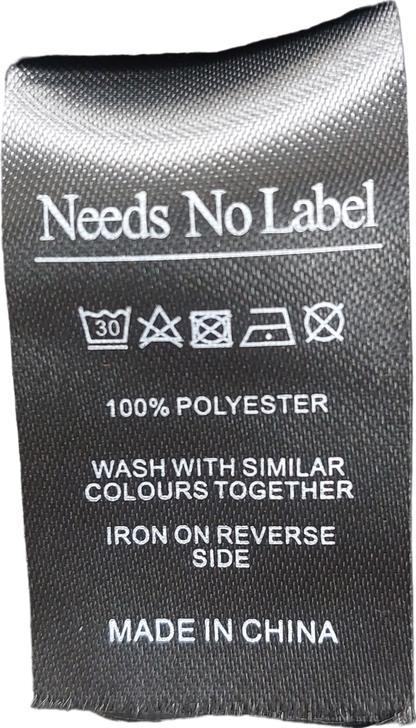 Needs No Label
30
100% POLYESTER
WASH WITH SIMILAR
COLOURS TOGETHER
IRON ON REVERSE
SIDE
MADE IN CHINA